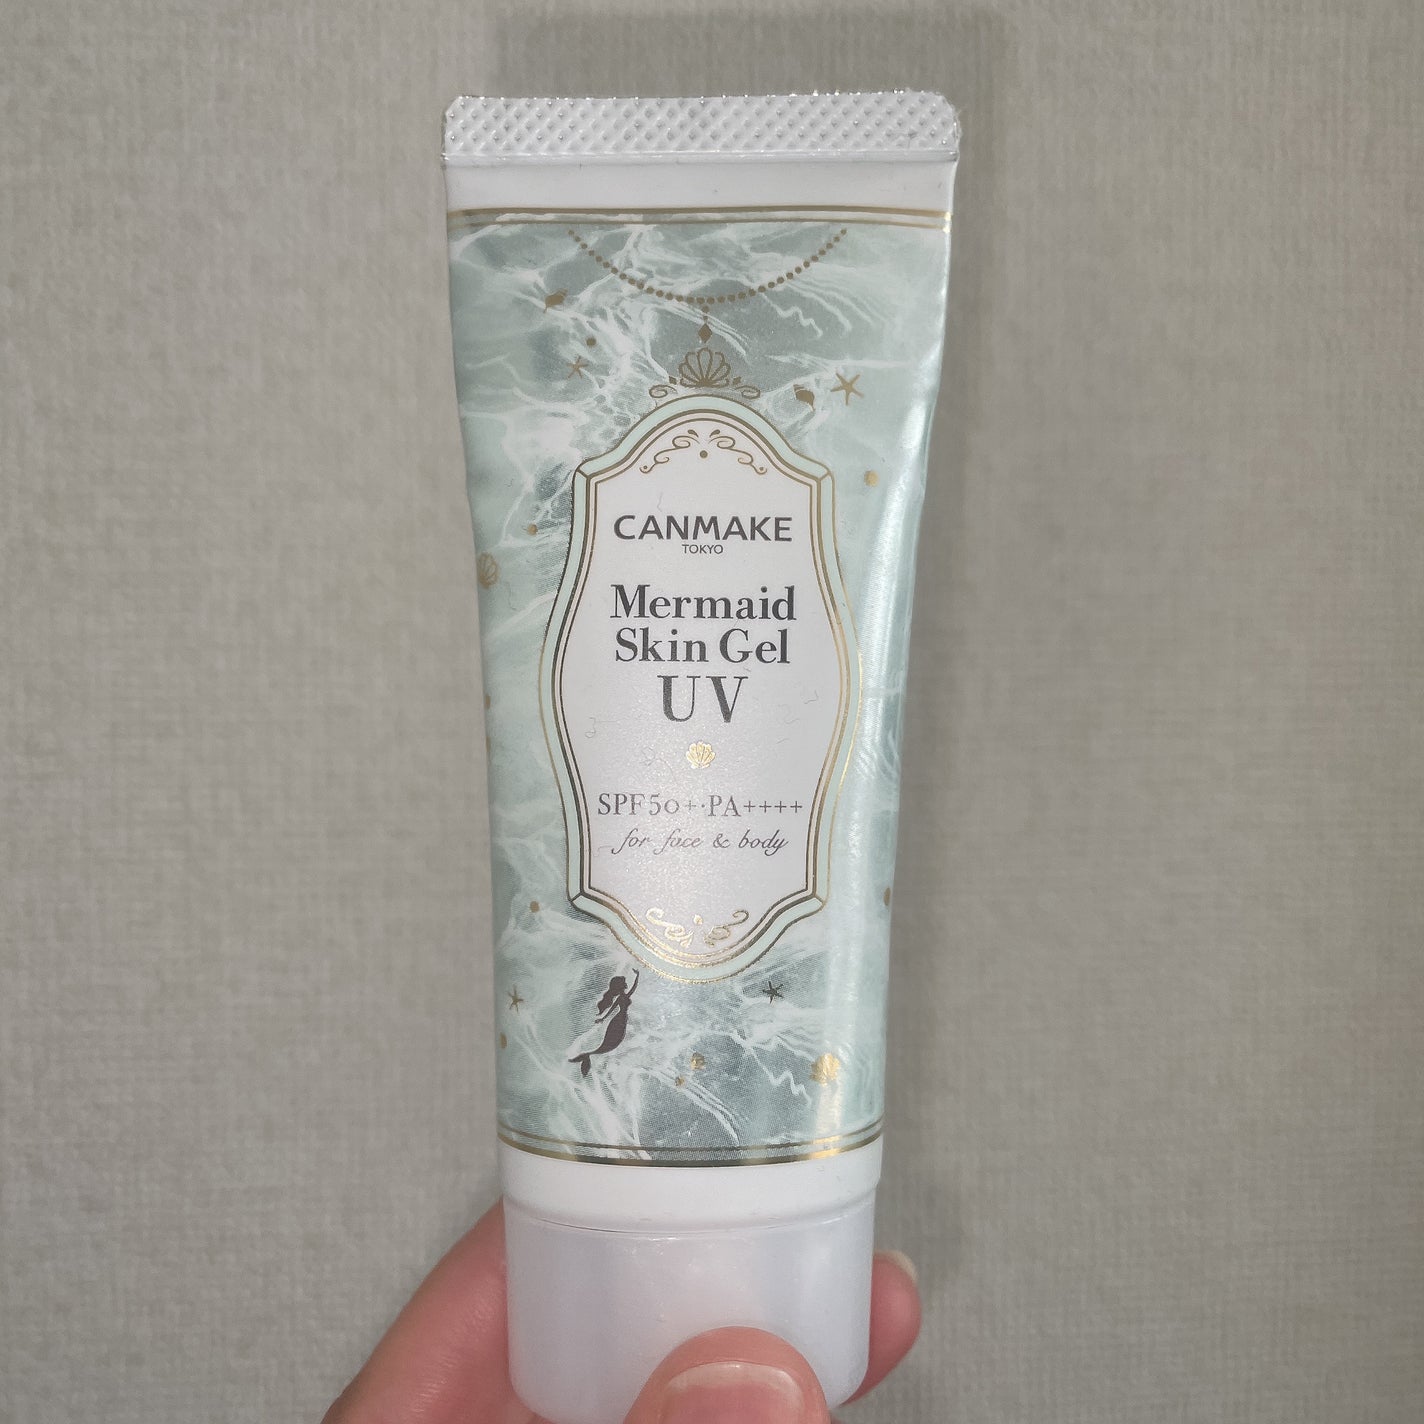 CANMAKE
TOKYO
Mermaid
Skin Gel
UV
SPF50+·PA++++
for face & body